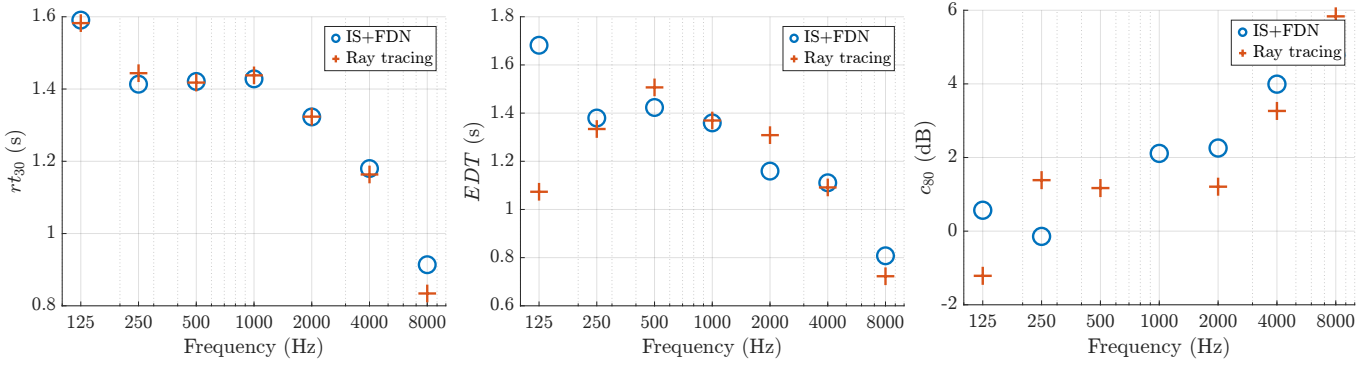 1.6
1.4
1.2
1
0.8
rt30 (s)
125 250 500 1000 2000 4000 8000
Frequency (Hz)
IS+FDN
Ray tracing
1.8
1.6
1.4
1.2
1
0.8
0.6
EDT (s)
125 250 500 1000 2000 4000 8000
Frequency (Hz)
IS+FDN
Ray tracing
6
4
2
0
-2
c80 (dB)
125 250 500 1000 2000 4000 8000
Frequency (Hz)
IS+FDN
Ray tracing